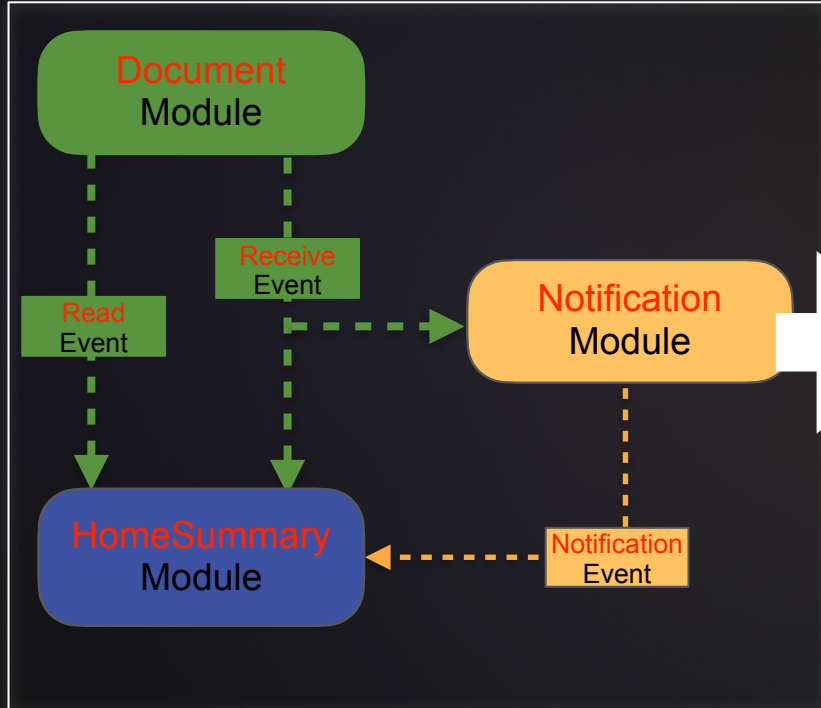 Document
Module
Receive
Event
Read
Event
Notification
Module
HomeSummary
Module
Notification
Event